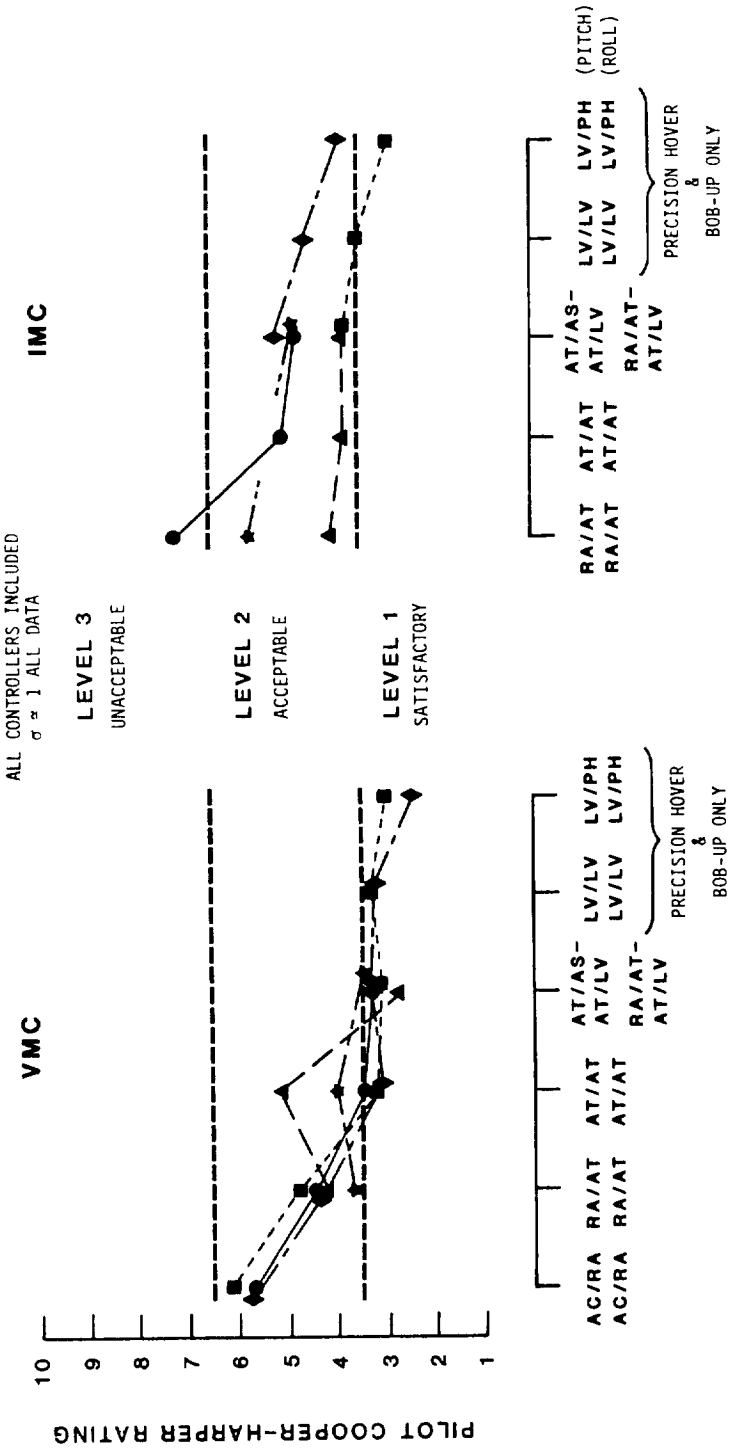 ALL CONTROLLERS INCLUDED
σ ≃ 1 ALL DATA
VMC
IMC
LEVEL 3
UNACCEPTABLE
LEVEL 2
ACCEPTABLE
LEVEL 1
SATISFACTORY
PILOT COOPER-HARPER RATING
10
9
8
7
6
5
4
3
2
1
AC/RA RA/AT AT/AT AT/AS- LV/LV LV/PH
AC/RA RA/AT AT/AT AT/LV LV/LV LV/PH
RA/AT-
AT/LV
PRECISION HOVER
&
BOB-UP ONLY
RA/AT AT/AT AT/AS- LV/LV LV/PH (PITCH)
RA/AT AT/AT AT/LV LV/LV LV/PH (ROLL)
RA/AT-
AT/LV
PRECISION HOVER
&
BOB-UP ONLY